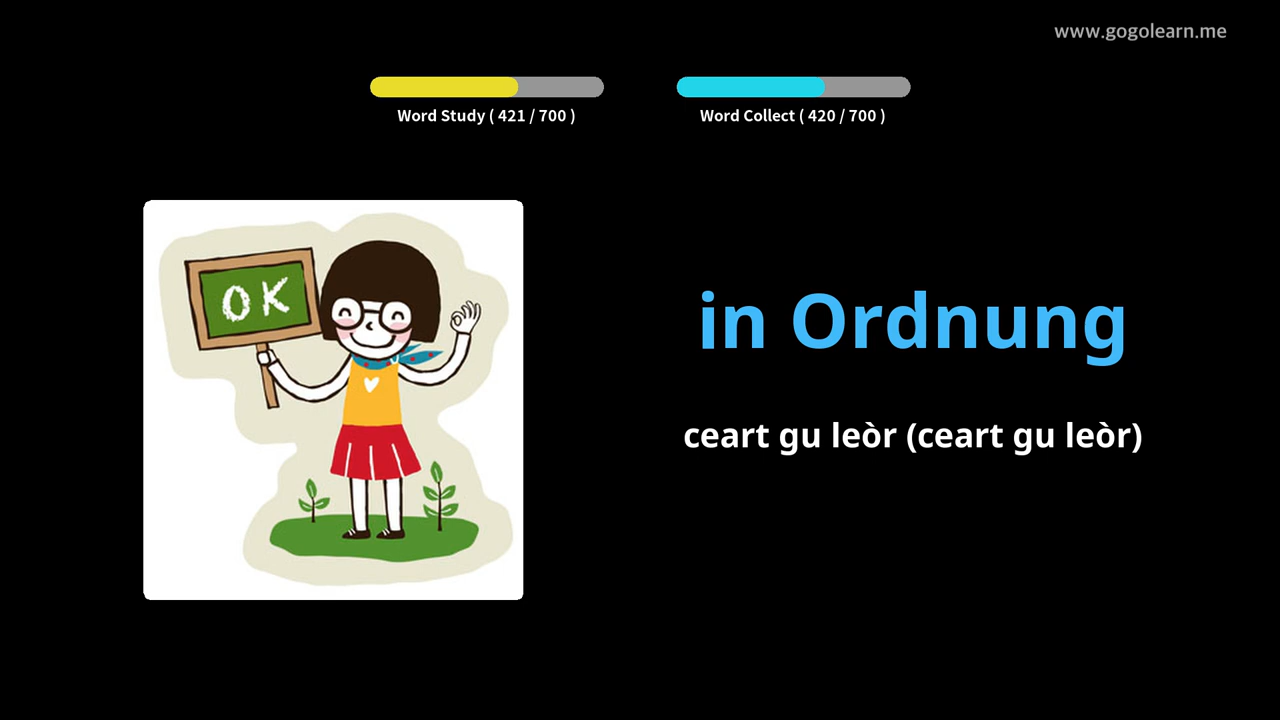 www.gogolearn.me
Word Study ( 421 / 700 )
Word Collect ( 420 / 700 )
OK
in Ordnung
ceart gu leòr (ceart gu leòr)